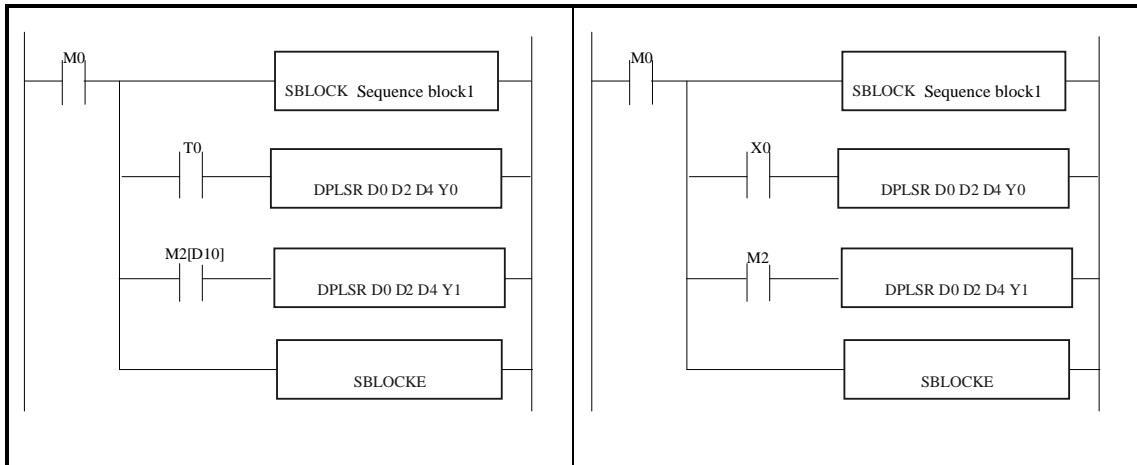 M0
SBLOCK Sequence block1
T0
DPLSR D0 D2 D4 Y0
M2[D10]
DPLSR D0 D2 D4 Y1
SBLOCKE
M0
SBLOCK Sequence block1
X0
DPLSR D0 D2 D4 Y0
M2
DPLSR D0 D2 D4 Y1
SBLOCKE